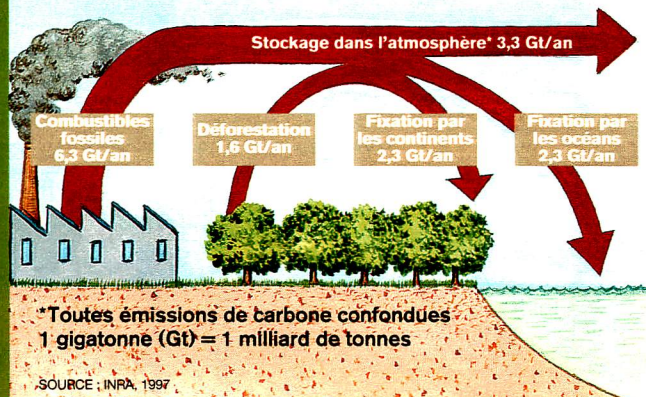 Stockage dans l'atmosphère* 3,3 Gt/an
Combustibles
fossiles
6,3 Gt/an
Déforestation
1,6 Gt/an
Fixation par
les continents
2,3 Gt/an
Fixation par
les océans
2,3 Gt/an
*Toutes émissions de carbone confondues
1 gigatonne (Gt) = 1 milliard de tonnes
SOURCE : INRA, 1997